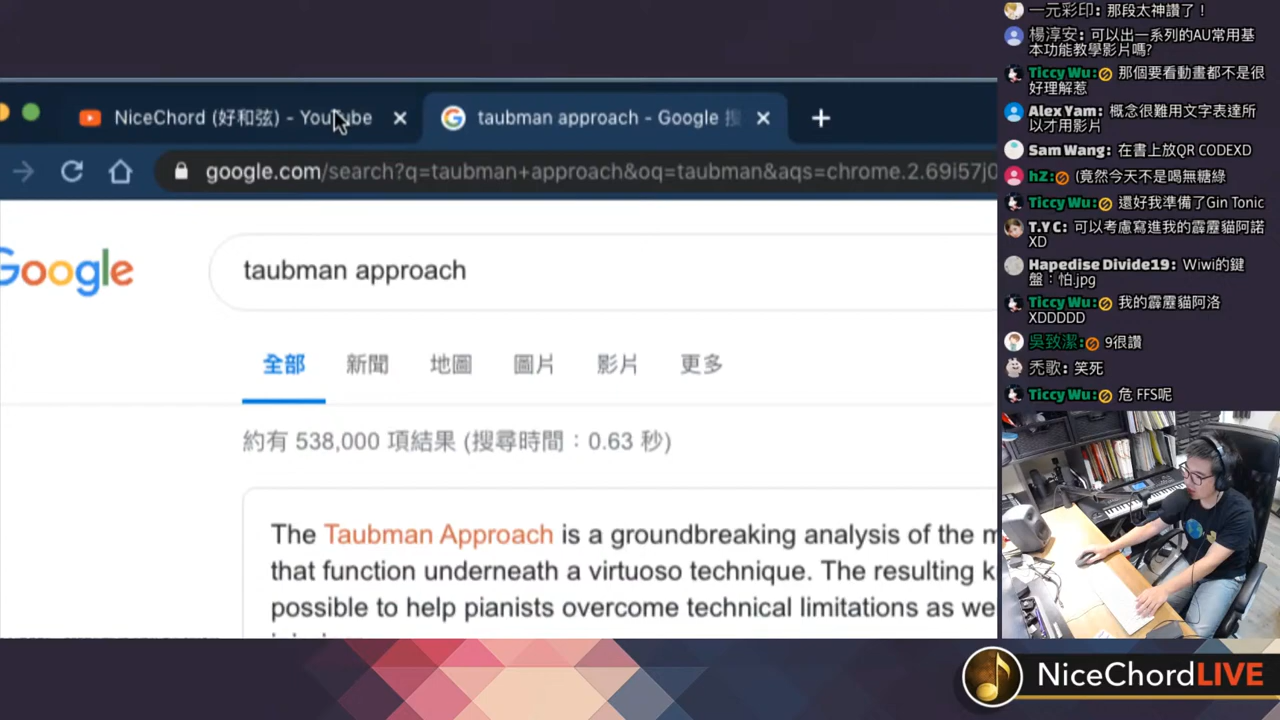 NiceChord (好和弦) - YouTube
taubman approach - Google 搜
google.com/search?q=taubman+approach&oq=taubman&aqs=chrome.2.69i57j0
Google
taubman approach
全部 新聞 地圖 圖片 影片 更多
約有 538,000 項結果 (搜尋時間：0.63 秒)
The Taubman Approach is a groundbreaking analysis of the m
that function underneath a virtuoso technique. The resulting k
possible to help pianists overcome technical limitations as we
一元彩印: 那段太神讚了！
楊淳安: 可以出一系列的AU常用基
本功能教學影片嗎?
Ticcy Wu: 那個要看動畫都不是很
好理解惹
Alex Yam: 概念很難用文字表達所
以才用影片
Sam Wang: 在書上放QR CODEXD
hZ: (竟然今天不是喝無糖綠
Ticcy Wu: 還好我準備了Gin Tonic
T.Y C: 可以考慮寫進我的霹靂貓阿諾
XD
Hapedise Divide19: Wiwi的鍵
盤：怕.jpg
Ticcy Wu: 我的霹靂貓阿洛
XDDDDD
吳致潔: 9很讚
禿歌: 笑死
Ticcy Wu: 危 FFS呢
NiceChordLIVE